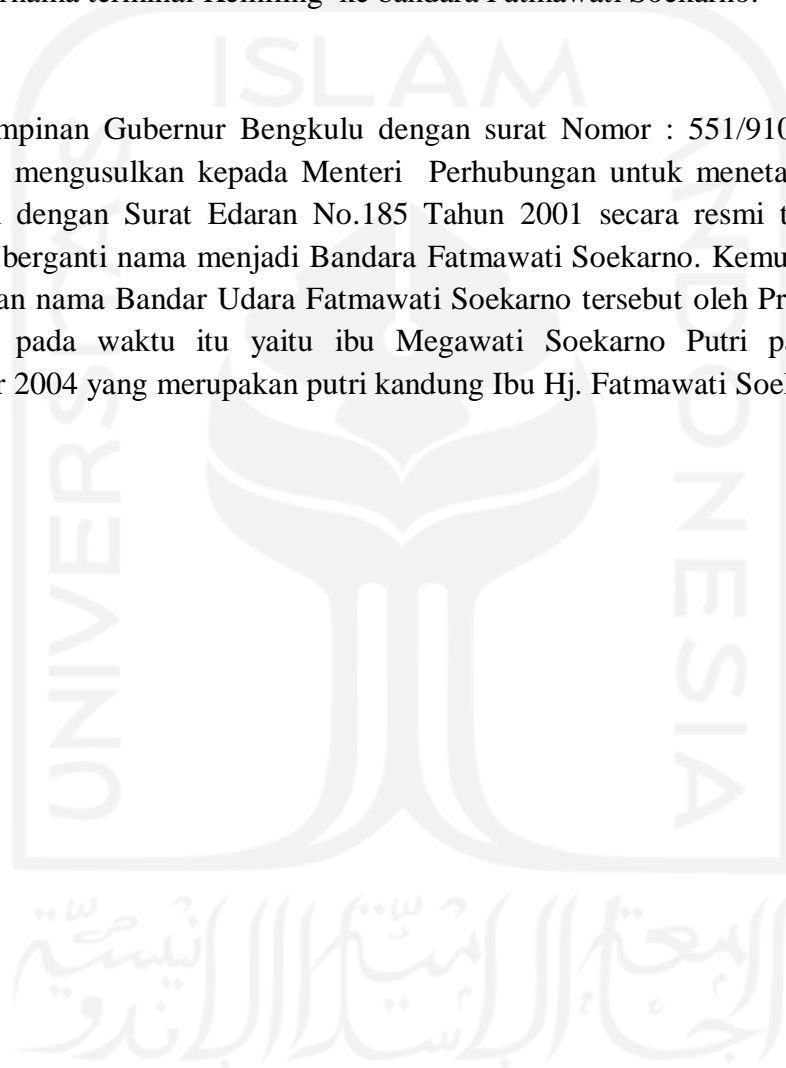 terminal Kemiling ke bandara Fatmawati Soekarno.
ISLAM
mpinan Gubernur Bengkulu dengan surat Nomor : 551/910
mengusulkan kepada Menteri Perhubungan untuk meneta
dengan Surat Edaran No.185 Tahun 2001 secara resmi t
berganti nama menjadi Bandara Fatmawati Soekarno. Kemu
an nama Bandar Udara Fatmawati Soekarno tersebut oleh Pr
pada waktu itu yaitu ibu Megawati Soekarno Putri pa
r 2004 yang merupakan putri kandung Ibu Hj. Fatmawati Soe
UNIVERSITAS
INDONESIA